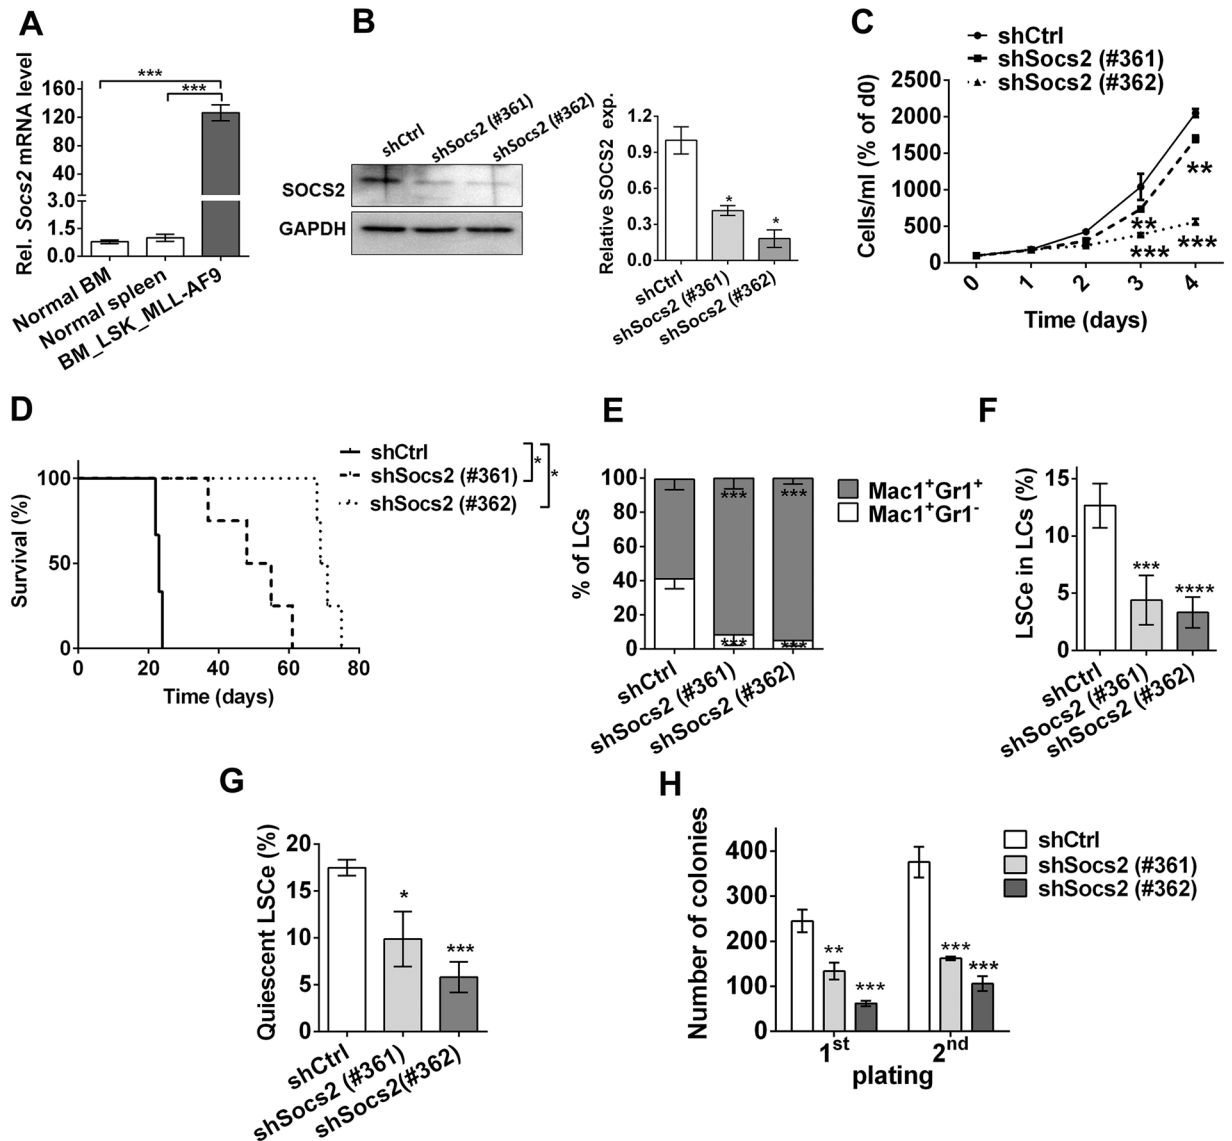 A
Rel. Socs2 mRNA level
160
120
80
40
3.0
1.5
0.0
***
***
Normal BM
Normal spleen
BM_LSK_MLL-AF9
B
shCtrl
shSocs2 (#361)
shSocs2 (#362)
SOCS2
GAPDH
Relative SOCS2 exp.
1.2
0.9
0.6
0.3
0.0
*
*
shCtrl
shSocs2 (#361)
shSocs2 (#362)
C
shCtrl
shSocs2 (#361)
shSocs2 (#362)
Cells/ml (% of d0)
2500
2000
1500
1000
500
0
**
**
***
***
0 1 2 3 4
Time (days)
D
shCtrl
shSocs2 (#361)
shSocs2 (#362)
*
*
Survival (%)
100
50
0
0 20 40 60 80
Time (days)
E
% of LCs
100
80
60
40
20
0
*** ***
*** ***
Mac1+Gr1+
Mac1+Gr1-
shCtrl
shSocs2 (#361)
shSocs2 (#362)
F
LSCe in LCs (%)
15
10
5
0
***
****
shCtrl
shSocs2 (#361)
shSocs2 (#362)
G
Quiescent LSCe (%)
20
15
10
5
0
*
***
shCtrl
shSocs2 (#361)
shSocs2(#362)
H
Number of colonies
400
300
200
100
0
**
***
***
***
1st 2nd
plating
shCtrl
shSocs2 (#361)
shSocs2 (#362)